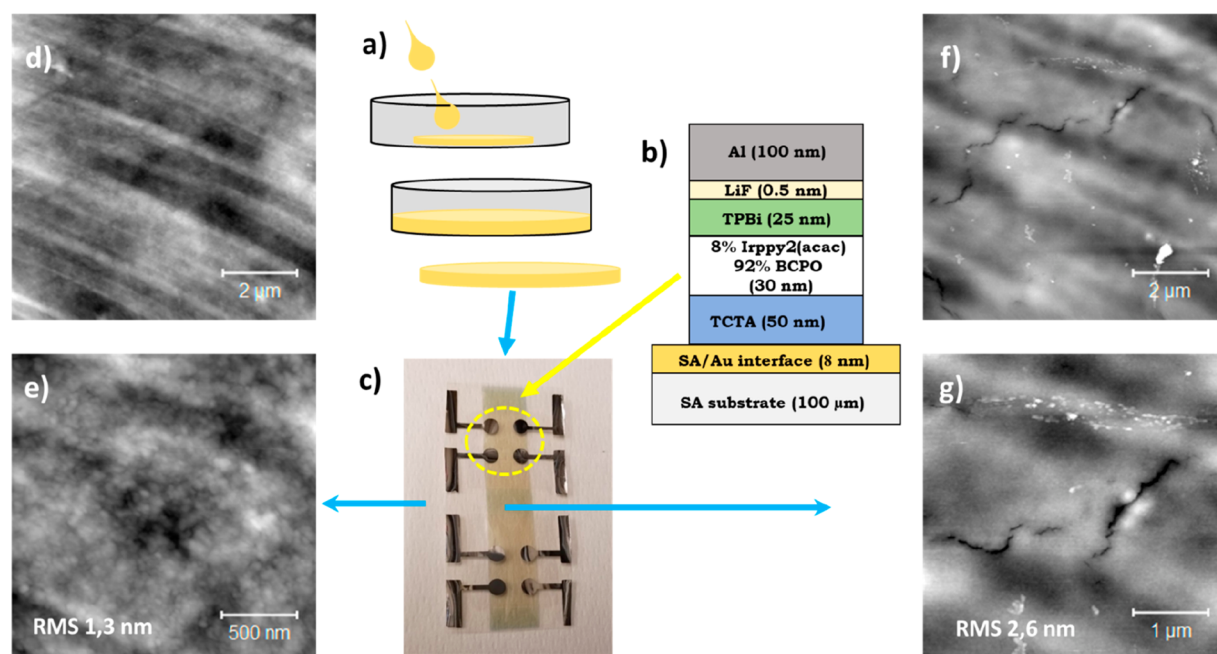 d)
2 µm
a)
b)
Al (100 nm)
LiF (0.5 nm)
TPBi (25 nm)
8% Irppy2(acac)
92% BCPO
(30 nm)
TCTA (50 nm)
SA/Au interface (8 nm)
SA substrate (100 µm)
f)
2 µm
e)
RMS 1,3 nm
500 nm
c)
g)
RMS 2,6 nm
1 µm